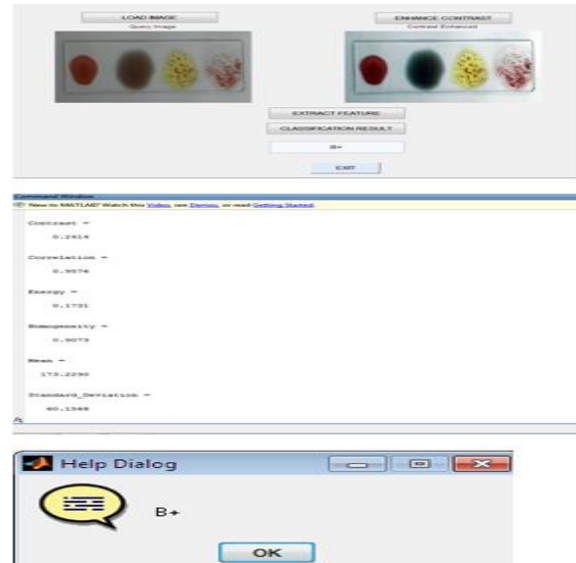 LOAD IMAGE
ENHANCE CONTRAST
Query Image
Contrast Enhanced
EXTRACT FEATURE
CLASSIFICATION RESULT
B+
EXIT
Command Window
New to MATLAB? Watch this Video, see Demos, or read Getting Started.
Contrast =
0.2414
Correlation =
0.9074
Energy =
0.1731
Homogeneity =
0.9073
Mean =
173.2290
Standard_Deviation =
60.1548
fx
Help Dialog
B+
OK